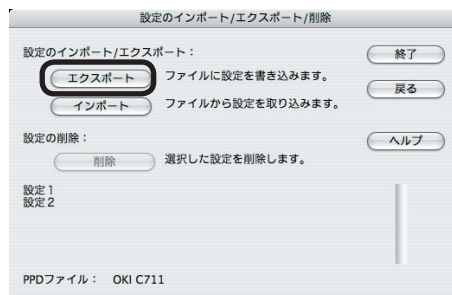 設定のインポート/エクスポート/削除
設定のインポート/エクスポート：
終了
エクスポート ファイルに設定を書き込みます。
戻る
インポート ファイルから設定を取り込みます。
設定の削除：
ヘルプ
削除 選択した設定を削除します。
設定1
設定2
PPDファイル： OKI C711